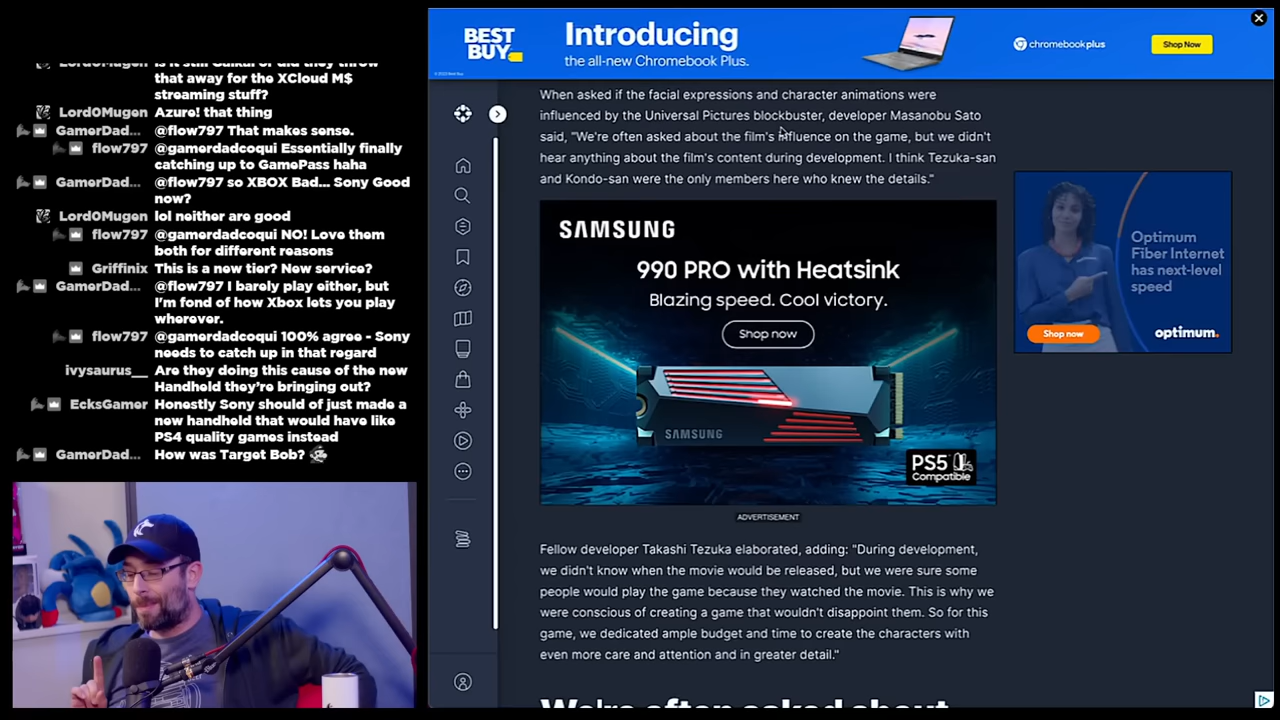 LordOMugen Is it still Gaikai or did they throw
that away for the XCloud M$
streaming stuff?
LordOMugen Azure! that thing
GamerDad... @flow797 That makes sense.
flow797 @gamerdadcoqui Essentially finally
catching up to GamePass haha
GamerDad... @flow797 so XBOX Bad... Sony Good
now?
LordOMugen lol neither are good
flow797 @gamerdadcoqui NO! Love them
both for different reasons
Griffinix This is a new tier? New service?
GamerDad... @flow797 I barely play either, but
I'm fond of how Xbox lets you play
wherever.
flow797 @gamerdadcoqui 100% agree - Sony
needs to catch up in that regard
ivysaurus__ Are they doing this cause of the new
Handheld they're bringing out?
EcksGamer Honestly Sony should of just made a
new handheld that would have like
PS4 quality games instead
GamerDad... How was Target Bob?
BEST
BUY
Introducing
the all-new Chromebook Plus.
chromebookplus
Shop Now
When asked if the facial expressions and character animations were
influenced by the Universal Pictures blockbuster, developer Masanobu Sato
said, "We're often asked about the film's influence on the game, but we didn't
hear anything about the film's content during development. I think Tezuka-san
and Kondo-san were the only members here who knew the details."
SAMSUNG
990 PRO with Heatsink
Blazing speed. Cool victory.
Shop now
SAMSUNG
PS5
Compatible
ADVERTISEMENT
Optimum
Fiber Internet
has next-level
speed
Shop now
optimum.
Fellow developer Takashi Tezuka elaborated, adding: "During development,
we didn't know when the movie would be released, but we were sure some
people would play the game because they watched the movie. This is why we
were conscious of creating a game that wouldn't disappoint them. So for this
game, we dedicated ample budget and time to create the characters with
even more care and attention and in greater detail."
We're often asked about